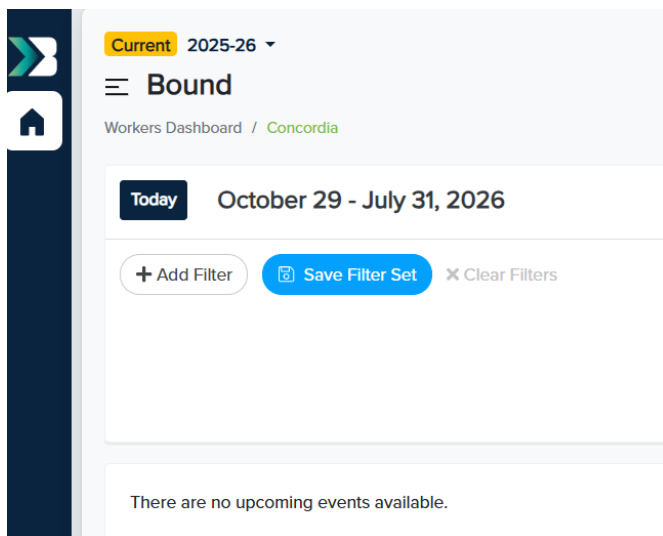 Current 2025-26
Bound
Workers Dashboard / Concordia
Today October 29 - July 31, 2026
+ Add Filter Save Filter Set × Clear Filters
There are no upcoming events available.